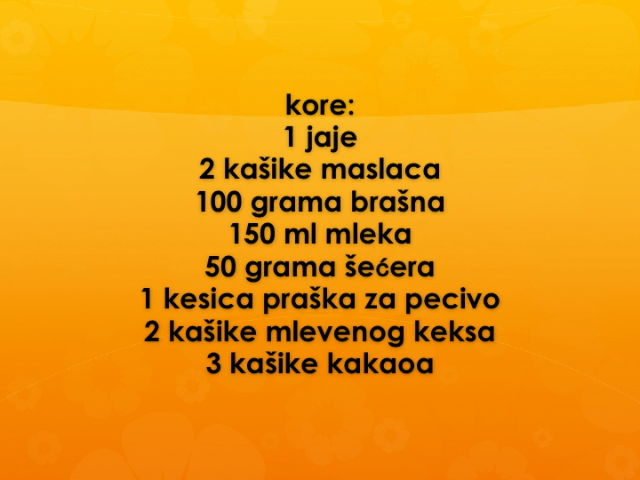 kore:
1 jaje
2 kašike maslaca
100 grama brašna
150 ml mleka
50 grama šećera
1 kesica praška za pecivo
2 kašike mlevenog keksa
3 kašike kakaoa